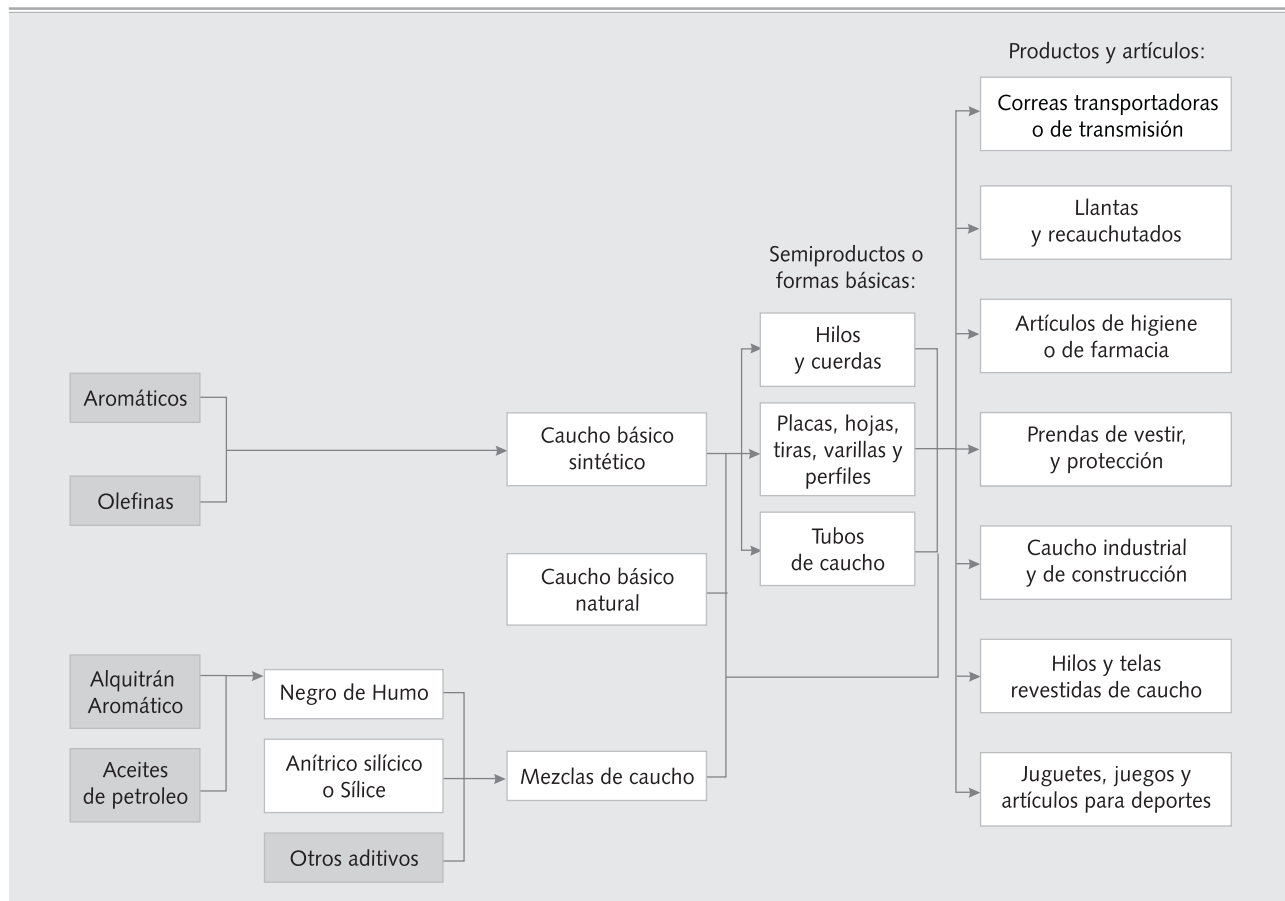 Productos y artículos:
Correas transportadoras
o de transmisión
Llantas
y recauchutados
Semiproductos o
formas básicas:
Hilos
y cuerdas
Artículos de higiene
o de farmacia
Aromáticos
Caucho básico
sintético
Placas, hojas,
tiras, varillas y
perfiles
Prendas de vestir,
y protección
Olefinas
Tubos
de caucho
Caucho industrial
y de construcción
Caucho básico
natural
Alquitrán
Aromático
Negro de Humo
Hilos y telas
revestidas de caucho
Aceites
de petroleo
Anítrico silícico
o Sílice
Mezclas de caucho
Juguetes, juegos y
artículos para deportes
Otros aditivos